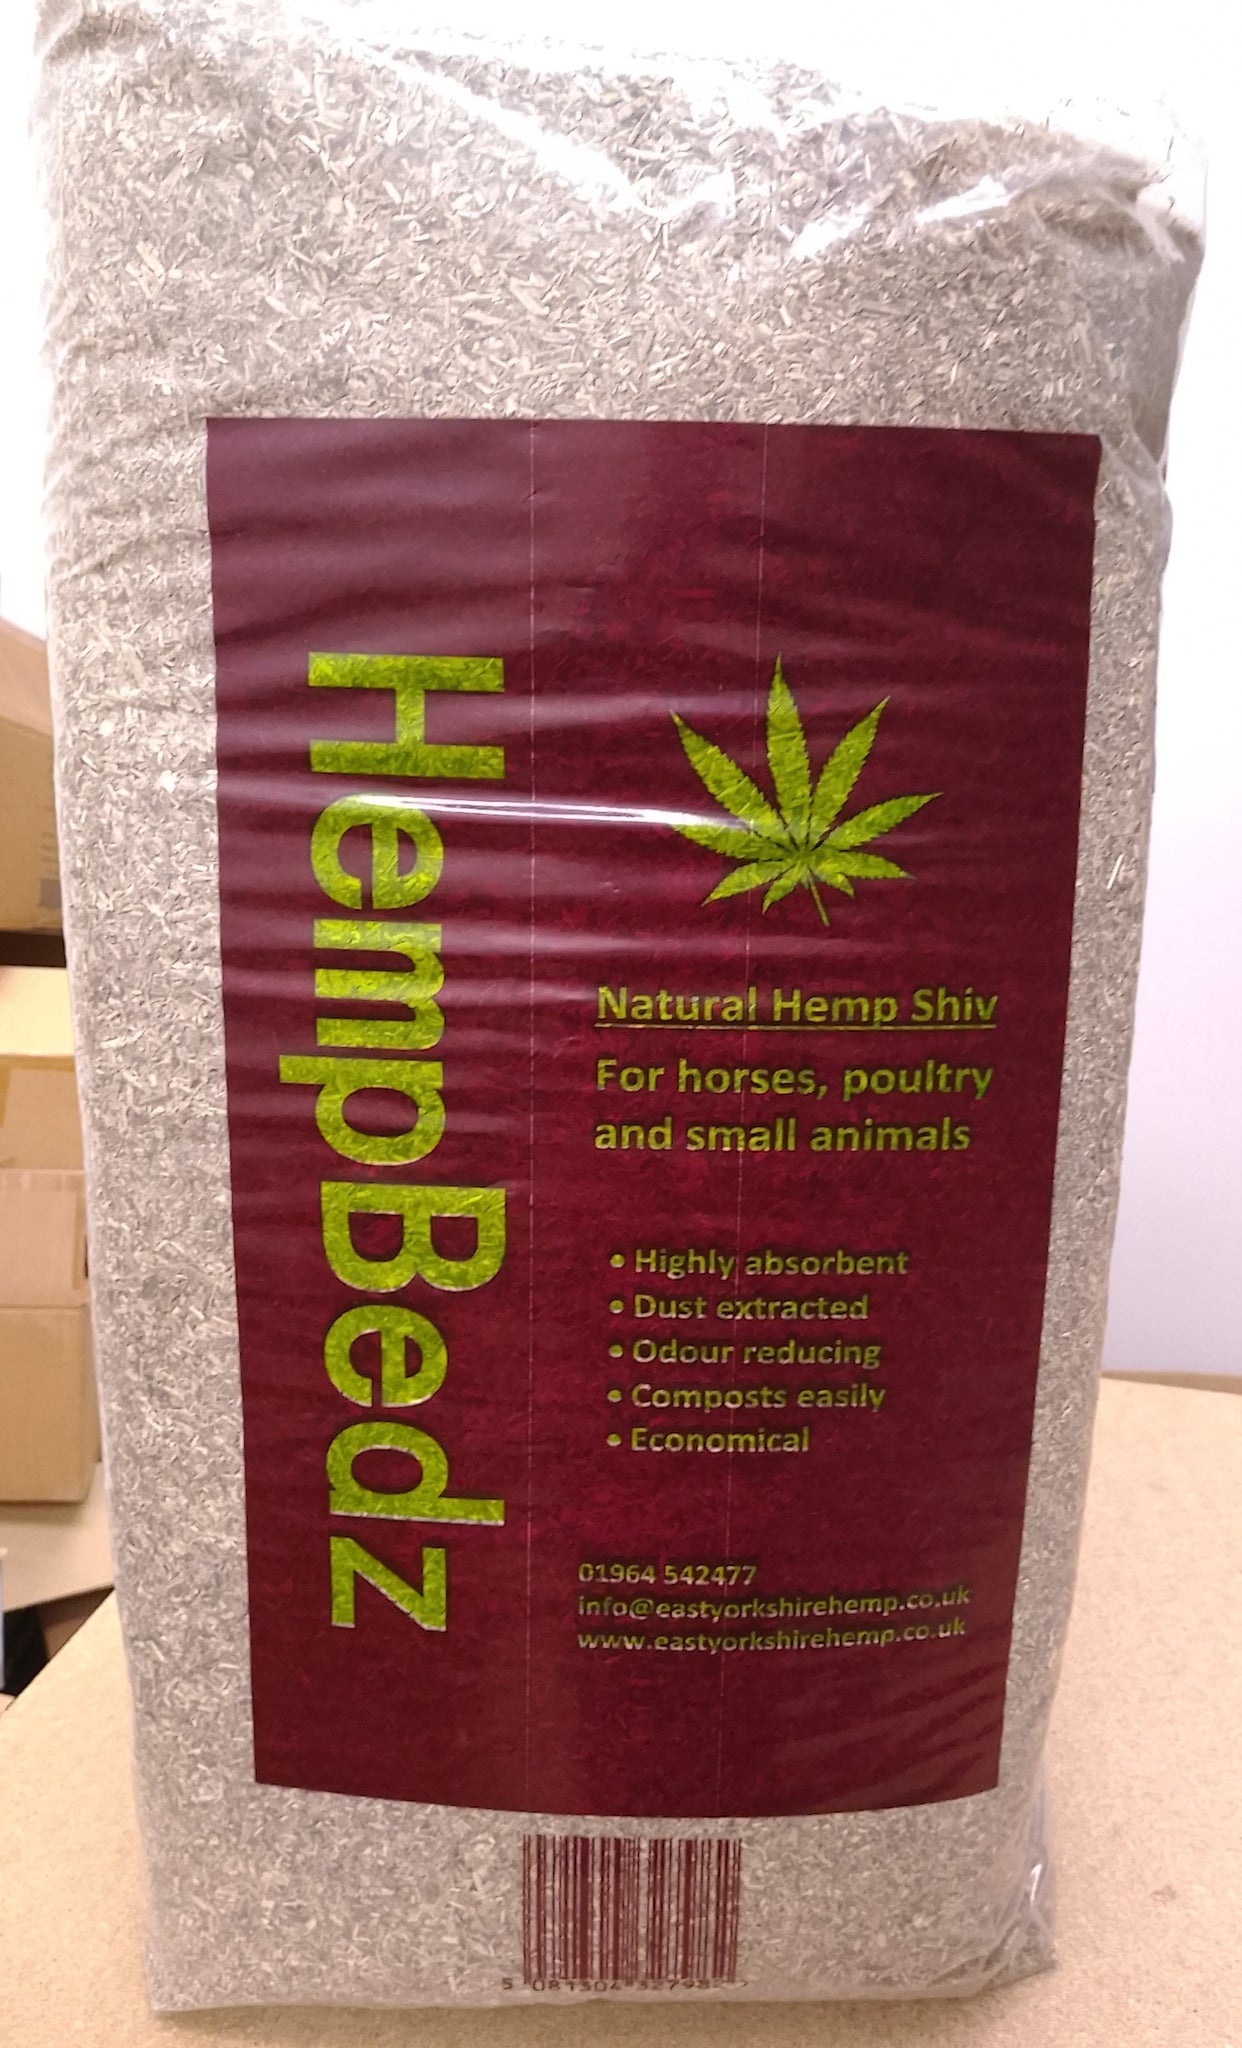 HempBedz
Natural Hemp Shiv
For horses, poultry
and small animals
• Highly absorbent
• Dust extracted
• Odour reducing
• Composts easily
• Economical
01964 542477
info@eastyorkshirehemp.co.uk
www.eastyorkshirehemp.co.uk